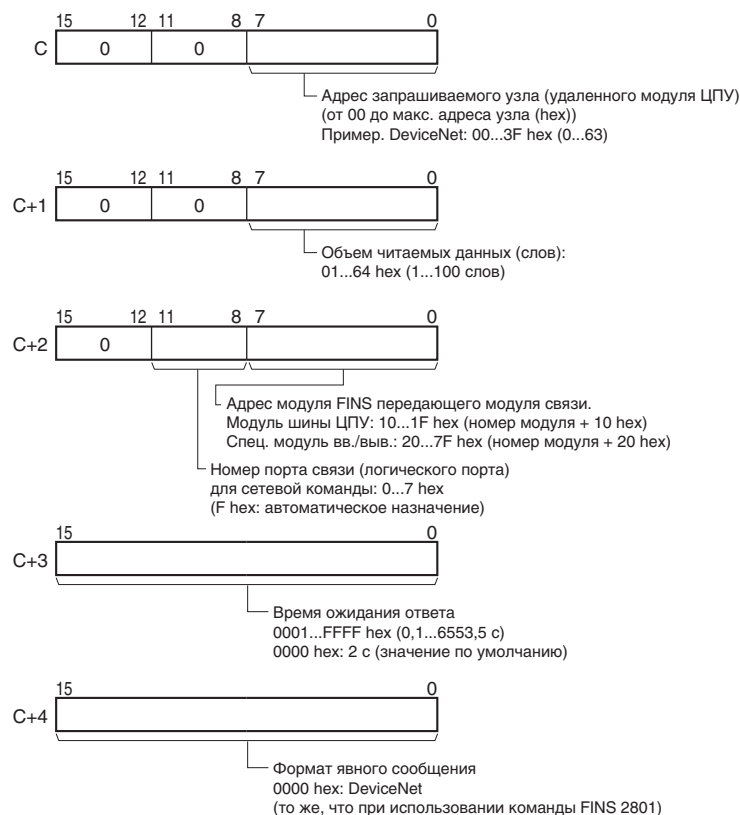 15 12 11 8 7 0
C 0 0
Адрес запрашиваемого узла (удаленного модуля ЦПУ)
(от 00 до макс. адреса узла (hex))
Пример. DeviceNet: 00...3F hex (0...63)
15 12 11 8 7 0
C+1 0 0
Объем читаемых данных (слов):
01...64 hex (1...100 слов)
15 12 11 8 7 0
C+2 0
Адрес модуля FINS передающего модуля связи.
Модуль шины ЦПУ: 10...1F hex (номер модуля + 10 hex)
Спец. модуль вв./выв.: 20...7F hex (номер модуля + 20 hex)
Номер порта связи (логического порта)
для сетевой команды: 0...7 hex
(F hex: автоматическое назначение)
15 0
C+3
Время ожидания ответа
0001...FFFF hex (0,1...6553,5 с)
0000 hex: 2 с (значение по умолчанию)
15 0
C+4
Формат явного сообщения
0000 hex: DeviceNet
(то же, что при использовании команды FINS 2801)